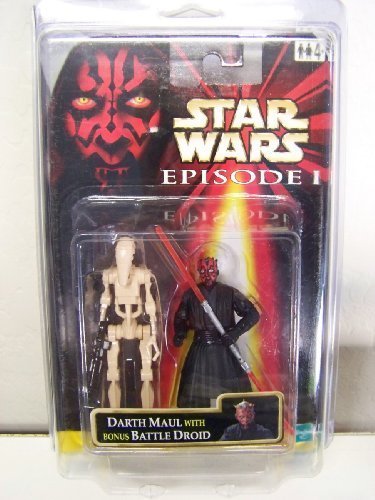 4+
STAR
WARS
EPISODE I
DARTH MAUL WITH
BONUS BATTLE DROID